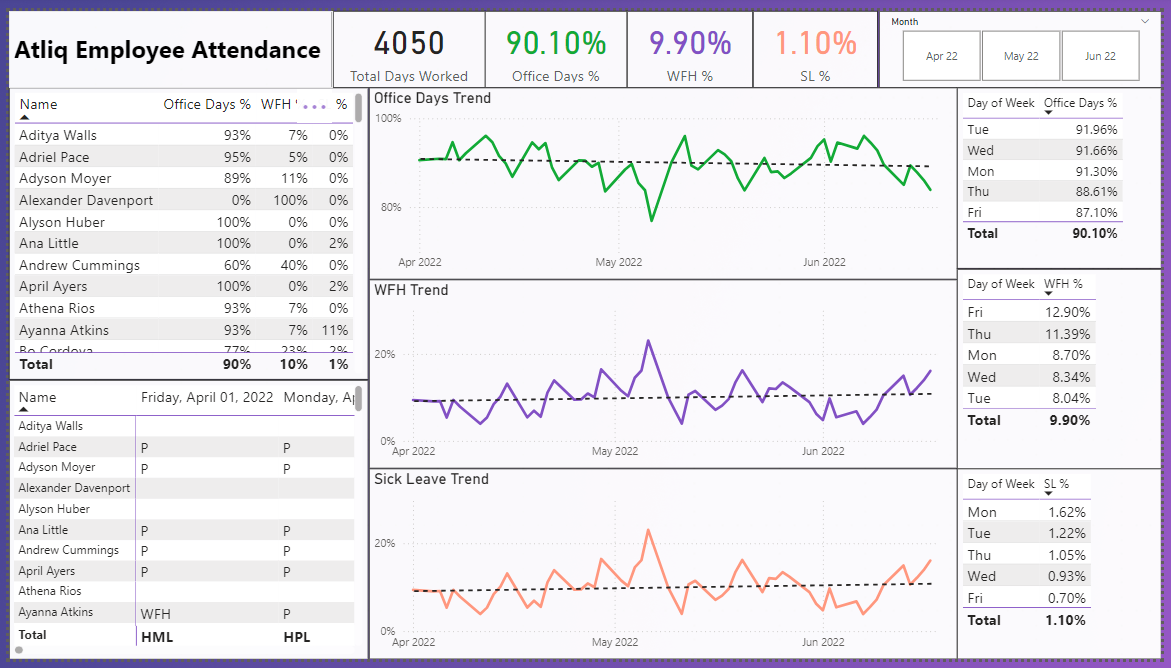 Atliq Employee Attendance
4050
Total Days Worked
90.10%
Office Days %
9.90%
WFH %
1.10%
SL %
Month
Apr 22 May 22 Jun 22
Name Office Days % WFH %
Aditya Walls 93% 7% 0%
Adriel Pace 95% 5% 0%
Adyson Moyer 89% 11% 0%
Alexander Davenport 0% 100% 0%
Alyson Huber 100% 0% 0%
Ana Little 100% 0% 2%
Andrew Cummings 60% 40% 0%
April Ayers 100% 0% 2%
Athena Rios 93% 7% 0%
Ayanna Atkins 93% 7% 11%
Bo Cordova 77% 23% 2%
Total 90% 10% 1%
Name Friday, April 01, 2022 Monday, Ap
Aditya Walls
Adriel Pace P P
Adyson Moyer P P
Alexander Davenport
Alyson Huber
Ana Little P P
Andrew Cummings P P
April Ayers P P
Athena Rios
Ayanna Atkins WFH P
Total HML HPL
Office Days Trend
100%
80%
Apr 2022 May 2022 Jun 2022
WFH Trend
20%
0%
Apr 2022 May 2022 Jun 2022
Sick Leave Trend
20%
0%
Apr 2022 May 2022 Jun 2022
Day of Week Office Days %
Tue 91.96%
Wed 91.66%
Mon 91.30%
Thu 88.61%
Fri 87.10%
Total 90.10%
Day of Week WFH %
Fri 12.90%
Thu 11.39%
Mon 8.70%
Wed 8.34%
Tue 8.04%
Total 9.90%
Day of Week SL %
Mon 1.62%
Tue 1.22%
Thu 1.05%
Wed 0.93%
Fri 0.70%
Total 1.10%